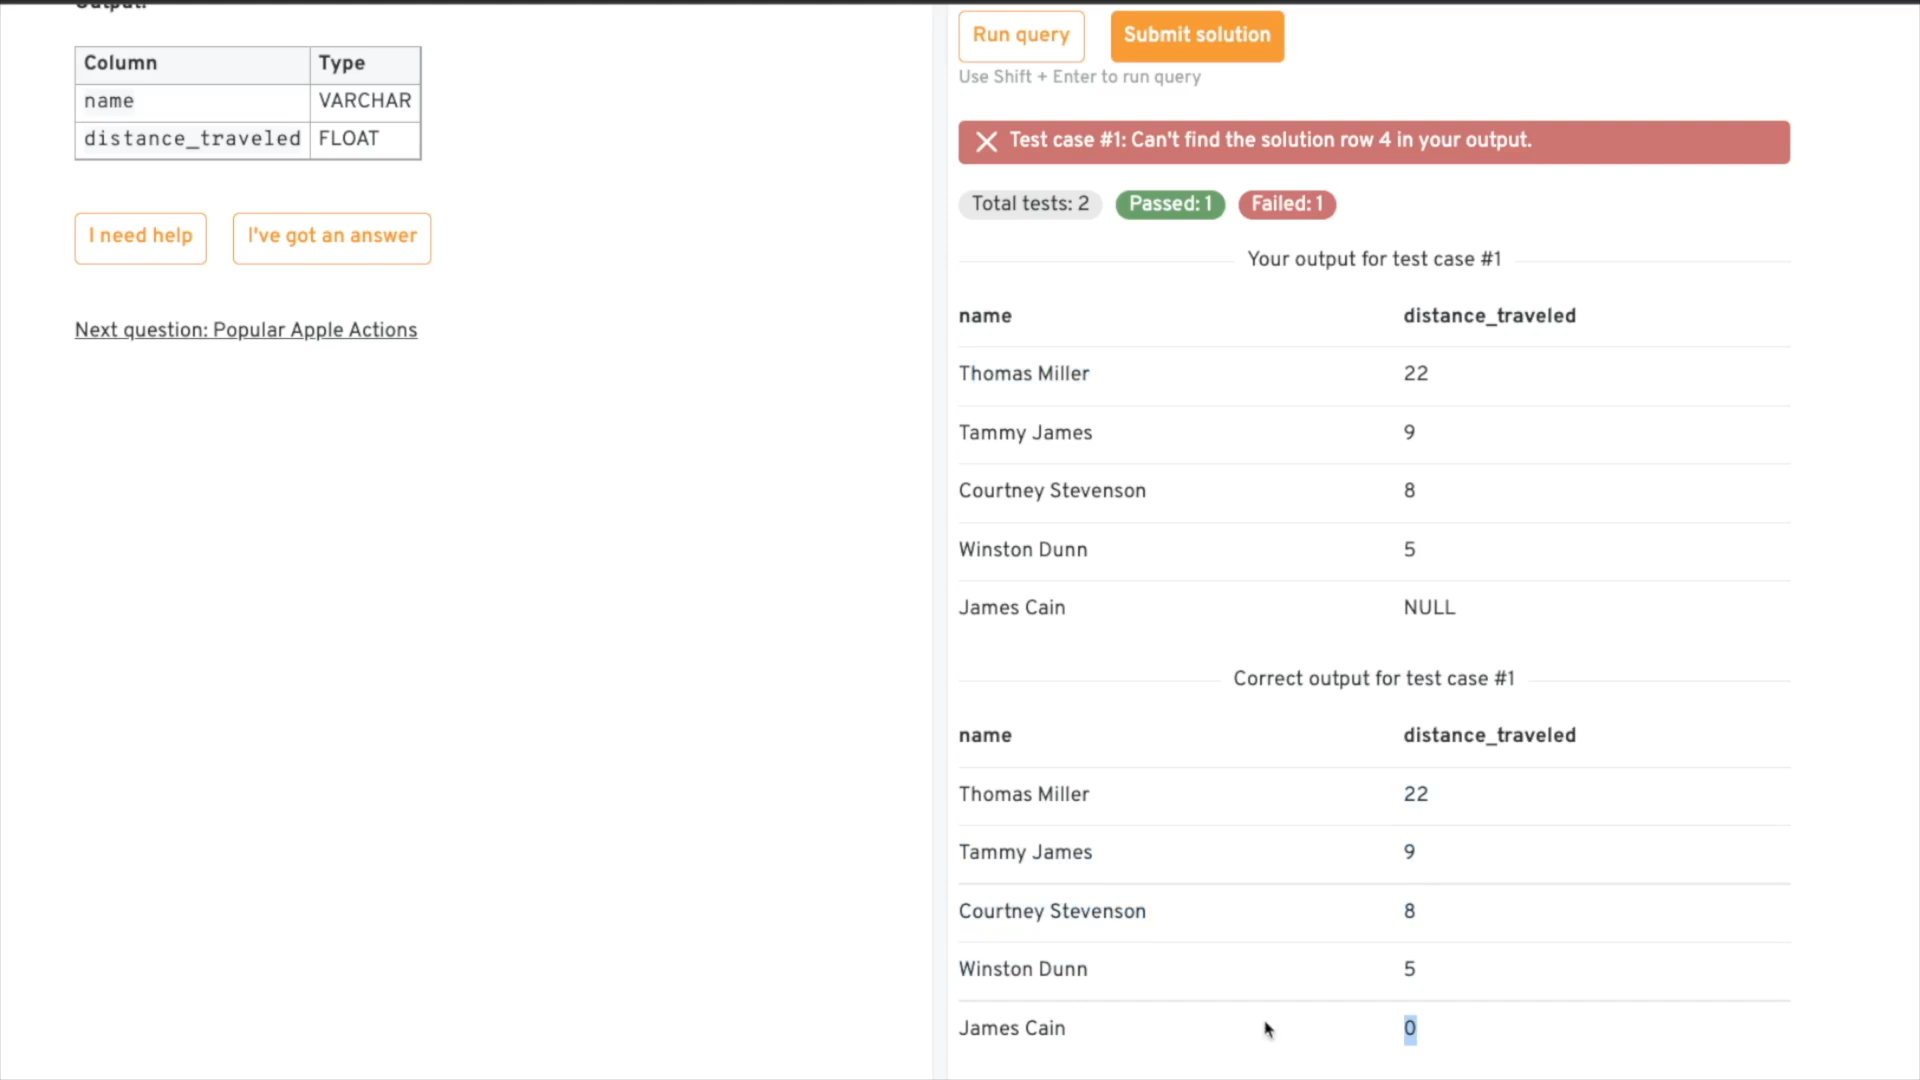 Output:
Column Type
name VARCHAR
distance_traveled FLOAT
I need help
I've got an answer
Next question: Popular Apple Actions
Run query
Submit solution
Use Shift + Enter to run query
Test case #1: Can't find the solution row 4 in your output.
Total tests: 2
Passed: 1
Failed: 1
Your output for test case #1
name distance_traveled
Thomas Miller 22
Tammy James 9
Courtney Stevenson 8
Winston Dunn 5
James Cain NULL
Correct output for test case #1
name distance_traveled
Thomas Miller 22
Tammy James 9
Courtney Stevenson 8
Winston Dunn 5
James Cain 0